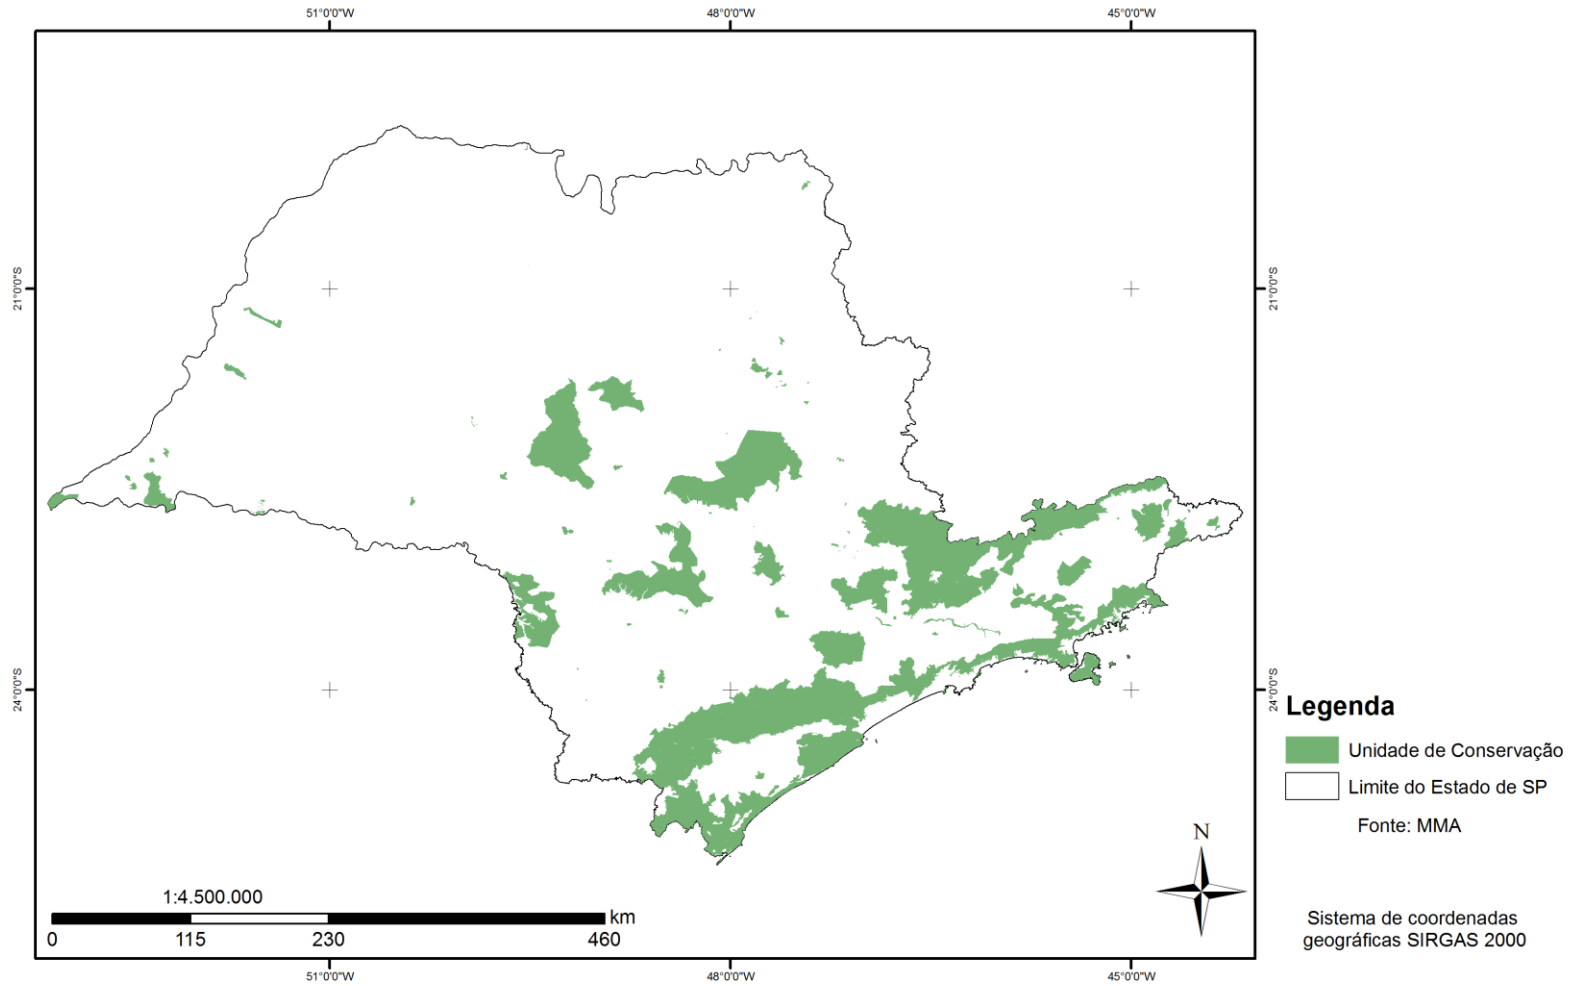 51°0'0"W
48°0'0"W
45°0'0"W
21°0'0"S
21°0'0"S
24°0'0"S
24°0'0"S
Legenda
Unidade de Conservação
Limite do Estado de SP
Fonte: MMA
N
1:4.500.000
km
0
115
230
460
Sistema de coordenadas
geográficas SIRGAS 2000
51°0'0"W
48°0'0"W
45°0'0"W